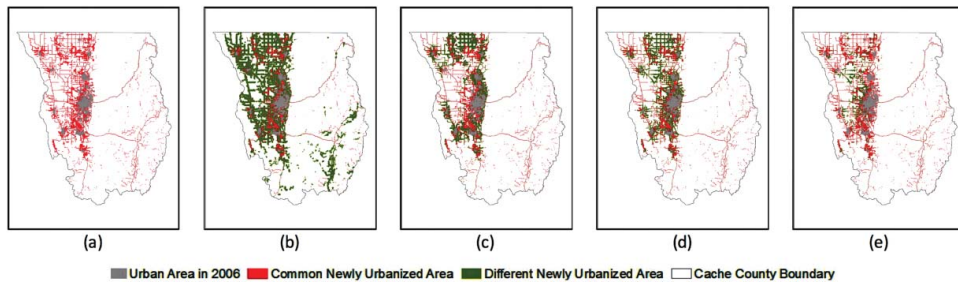 (a) (b) (c) (d) (e)
Urban Area in 2006 Common Newly Urbanized Area Different Newly Urbanized Area Cache County Boundary